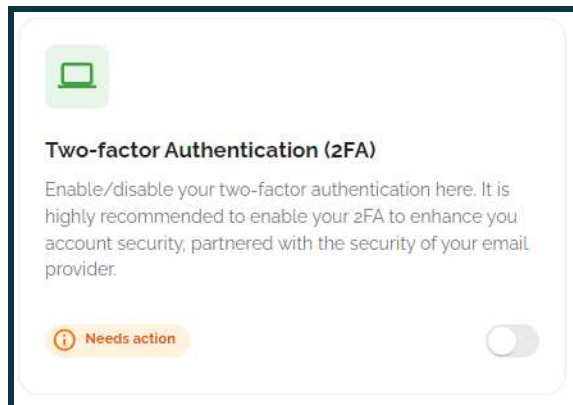 Two-factor Authentication (2FA)
Enable/disable your two-factor authentication here. It is
highly recommended to enable your 2FA to enhance you
account security, partnered with the security of your email
provider.
Needs action